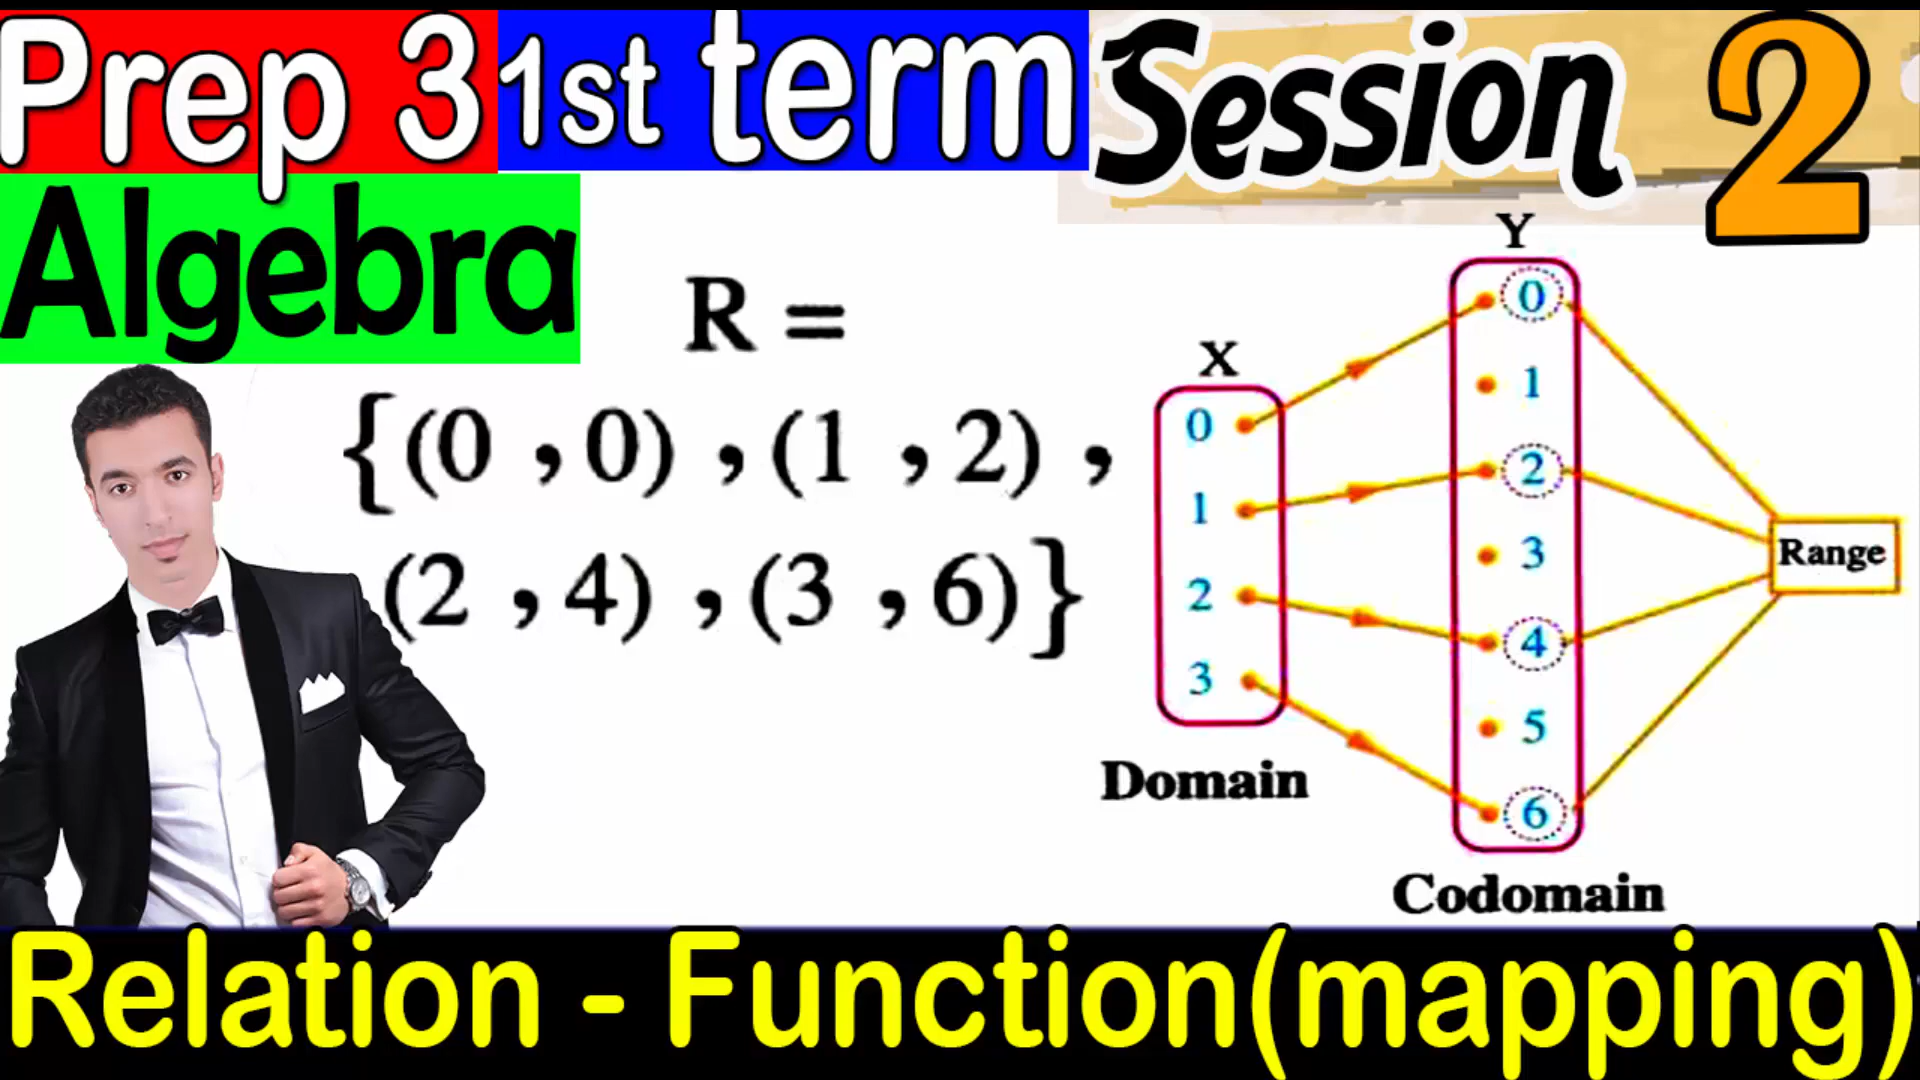 Prep 3 1st term Session 2
Algebra
R =
{(0 , 0) , (1 , 2) ,
(2 , 4) , (3 , 6)}
X
0
1
2
3
Domain
Y
0
1
2
3
4
5
6
Codomain
Range
Relation - Function(mapping)